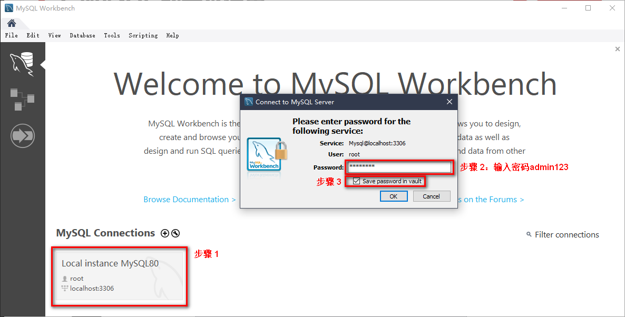 MySQL Workbench
File Edit View Database Tools Scripting Help
Welcome to MySQL Workbench
MySQL Workbench is the
ws you to design,
create and browse you
data as well as
design and run SQL querie
nd data from other
Browse Documentation >
on the Forums >
Connect to MySQL Server
Please enter password for the
following service:
MySQL
Workbench
Service: Mysql@localhost:3306
User: root
Password: ********
步骤 2：输入密码admin123
步骤 3
Save password in vault
OK Cancel
MySQL Connections
Filter connections
步骤 1
Local instance MySQL80
root
localhost:3306